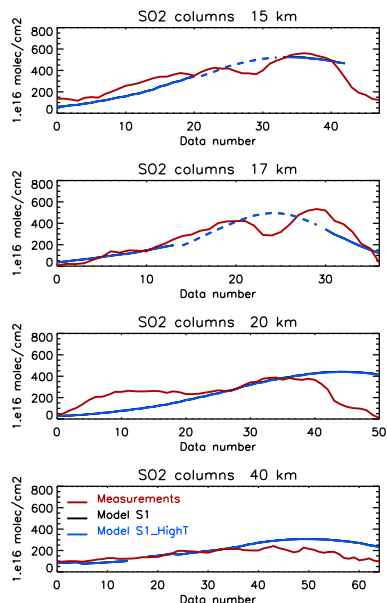 SO2 columns 15 km
1.e16 molec/cm2
800
600
400
200
0
0 10 20 30 40
Data number
SO2 columns 17 km
1.e16 molec/cm2
800
600
400
200
0
0 10 20 30
Data number
SO2 columns 20 km
1.e16 molec/cm2
800
600
400
200
0
0 10 20 30 40 50
Data number
SO2 columns 40 km
1.e16 molec/cm2
800
600
400
200
0
Measurements
Model S1
Model S1_HighT
0 10 20 30 40 50 60
Data number